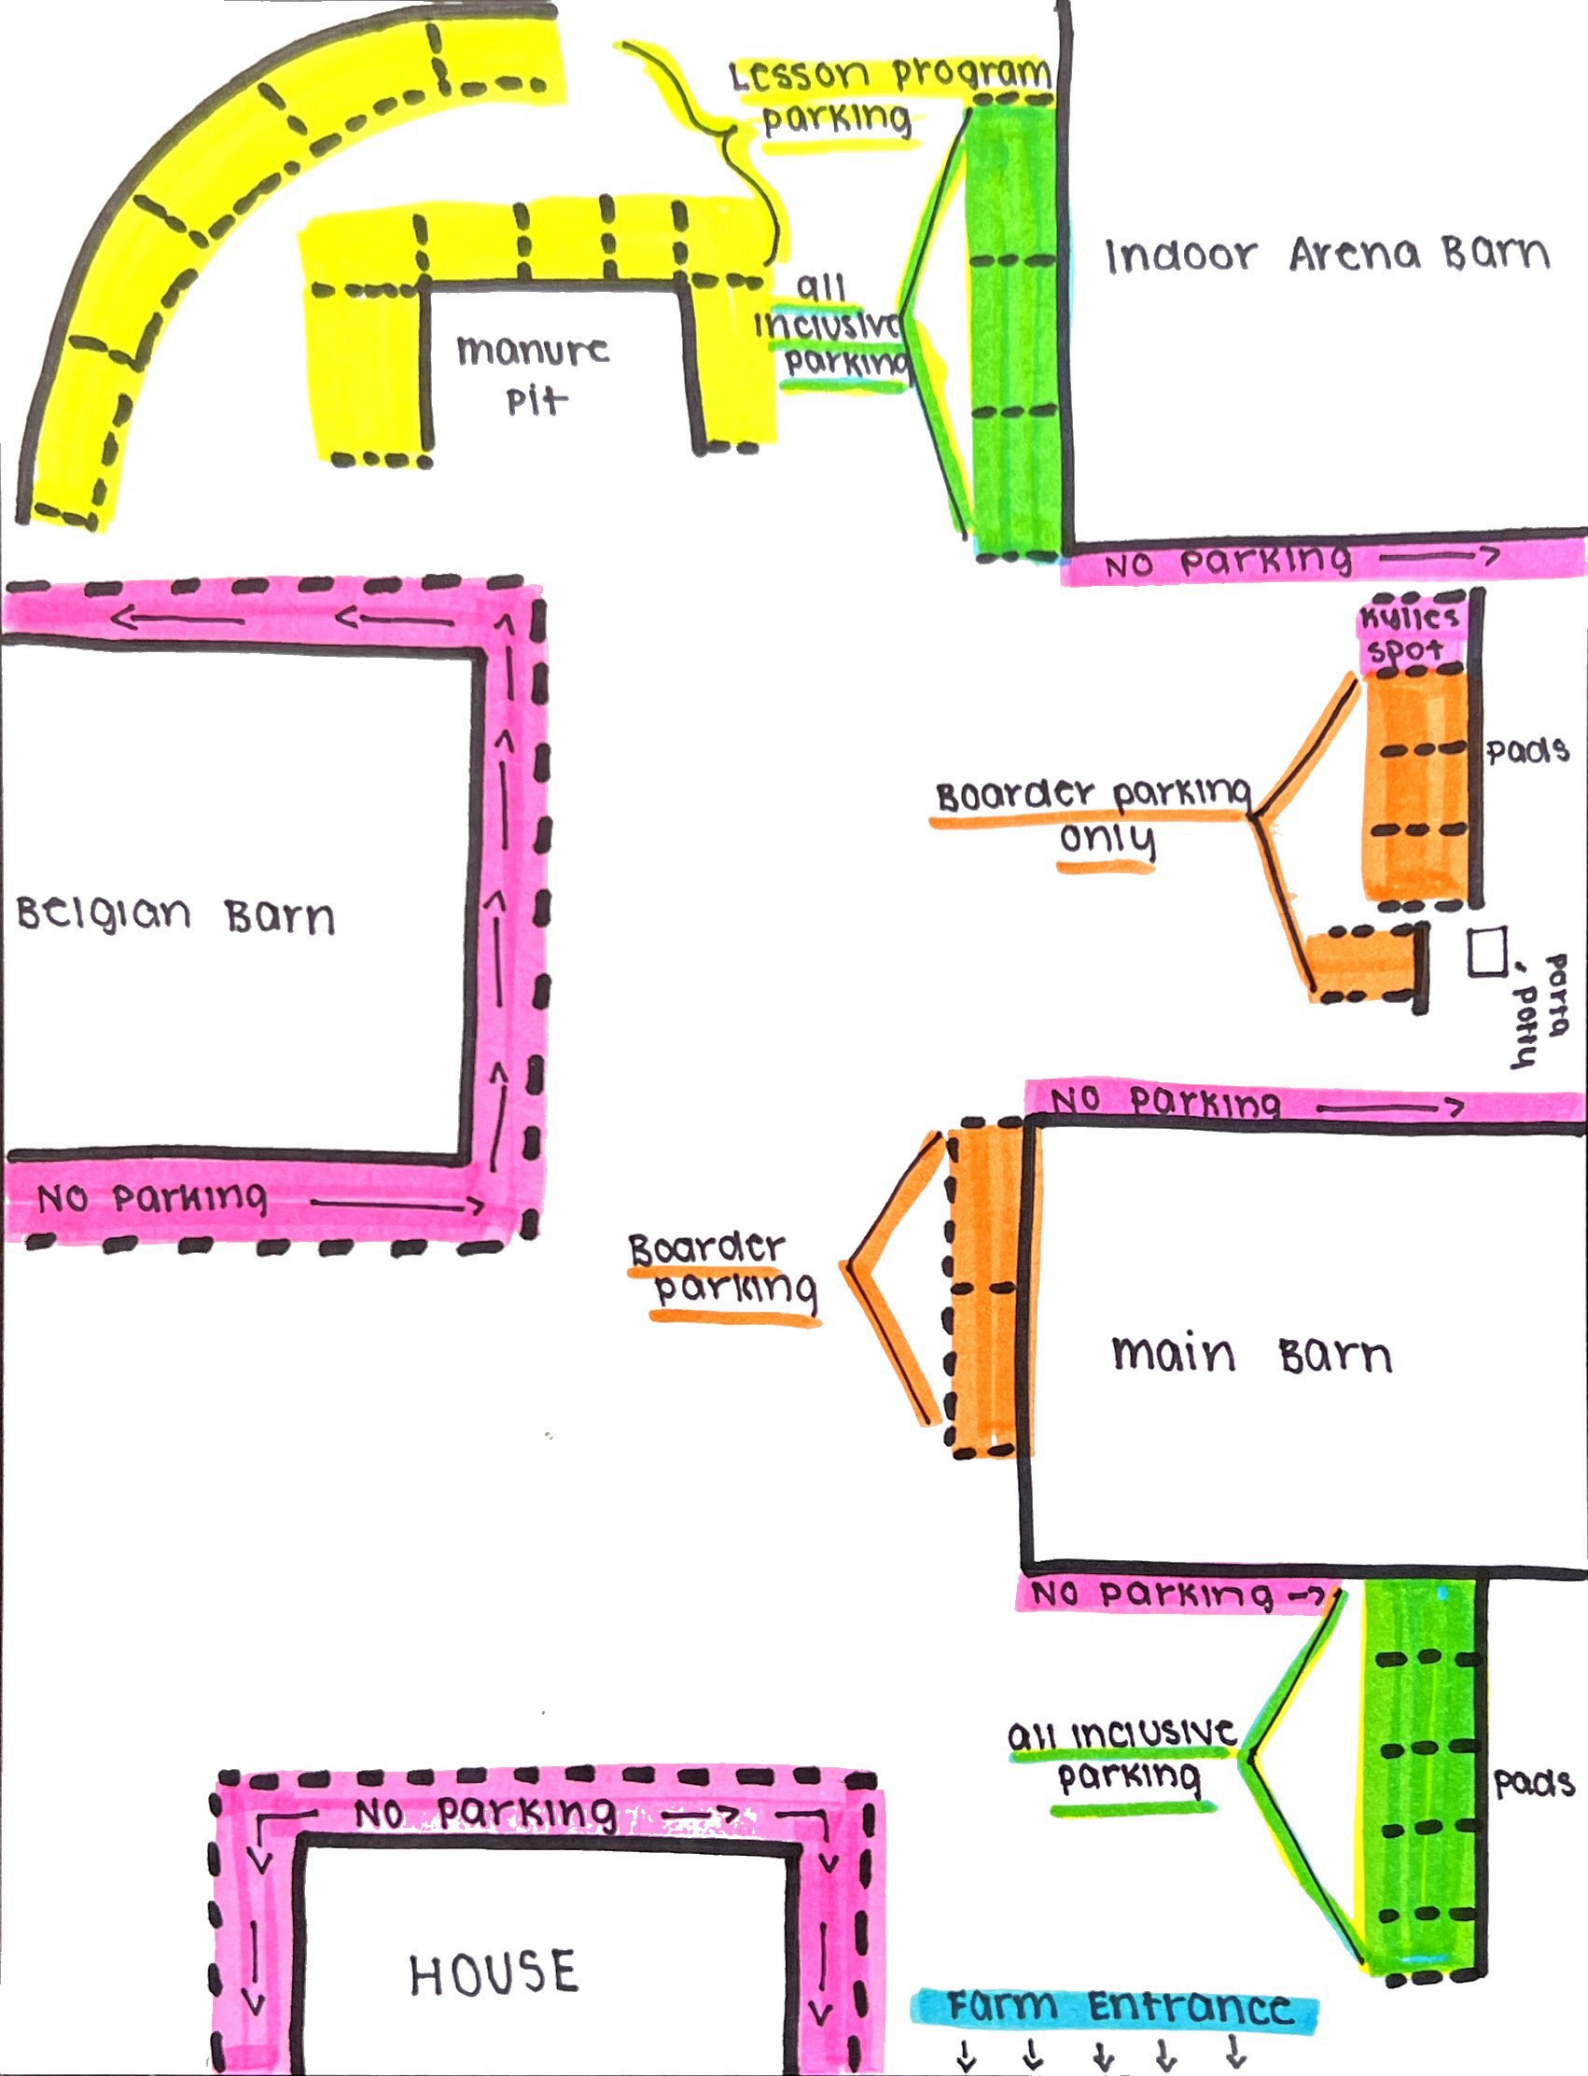 Lesson program
parking
all
inclusive
parking
Indoor Arena Barn
manure
pit
NO parking
Kylies
spot
pads
Boarder parking
only
porta
potty
Belgian Barn
NO parking
NO parking
Boarder
parking
main Barn
NO parking
NO parking
all inclusive
parking
pads
HOUSE
Farm Entrance